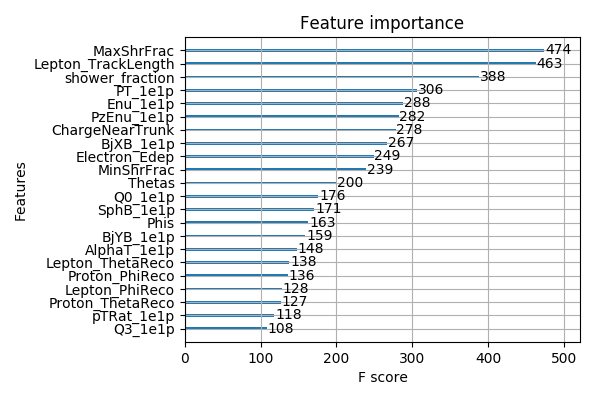 Feature importance
Features
MaxShrFrac 474
Lepton_TrackLength 463
shower_fraction 388
PT_1e1p 306
Enu_1e1p 288
PzEnu_1e1p 282
ChargeNearTrunk 278
BjXB_1e1p 267
Electron_Edep 249
MinShrFrac 239
Thetas 200
Q0_1e1p 176
SphB_1e1p 171
Phis 163
BjYB_1e1p 159
AlphaT_1e1p 148
Lepton_ThetaReco 138
Proton_PhiReco 136
Lepton_PhiReco 128
Proton_ThetaReco 127
pTRat_1e1p 118
Q3_1e1p 108
0 100 200 300 400 500
F score